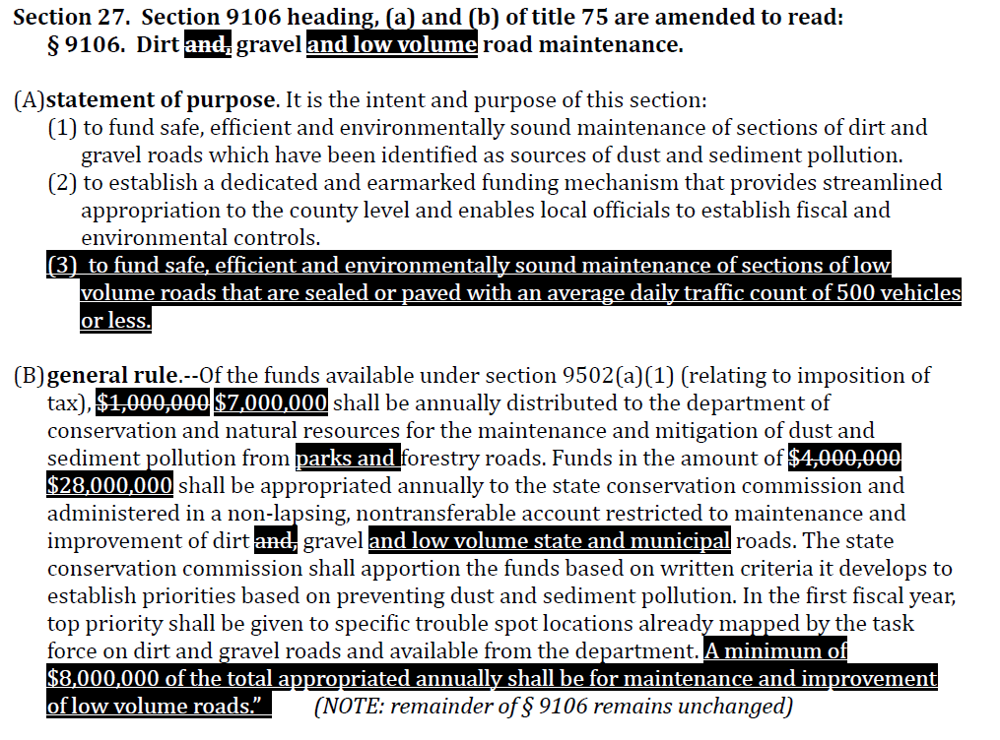 Section 27.  Section 9106 heading, (a) and (b) of title 75 are amended to read:
§ 9106.  Dirt and, gravel and low volume road maintenance.
(A)statement of purpose. It is the intent and purpose of this section:
(1) to fund safe, efficient and environmentally sound maintenance of sections of dirt and
gravel roads which have been identified as sources of dust and sediment pollution.
(2) to establish a dedicated and earmarked funding mechanism that provides streamlined
appropriation to the county level and enables local officials to establish fiscal and
environmental controls.
(3)  to fund safe, efficient and environmentally sound maintenance of sections of low
volume roads that are sealed or paved with an average daily traffic count of 500 vehicles
or less.
(B)general rule.--Of the funds available under section 9502(a)(1) (relating to imposition of
tax), $1,000,000 $7,000,000 shall be annually distributed to the department of
conservation and natural resources for the maintenance and mitigation of dust and
sediment pollution from parks and forestry roads. Funds in the amount of $4,000,000
$28,000,000 shall be appropriated annually to the state conservation commission and
administered in a non-lapsing, nontransferable account restricted to maintenance and
improvement of dirt and, gravel and low volume state and municipal roads. The state
conservation commission shall apportion the funds based on written criteria it develops to
establish priorities based on preventing dust and sediment pollution. In the first fiscal year,
top priority shall be given to specific trouble spot locations already mapped by the task
force on dirt and gravel roads and available from the department. A minimum of
$8,000,000 of the total appropriated annually shall be for maintenance and improvement
of low volume roads.” (NOTE: remainder of § 9106 remains unchanged)